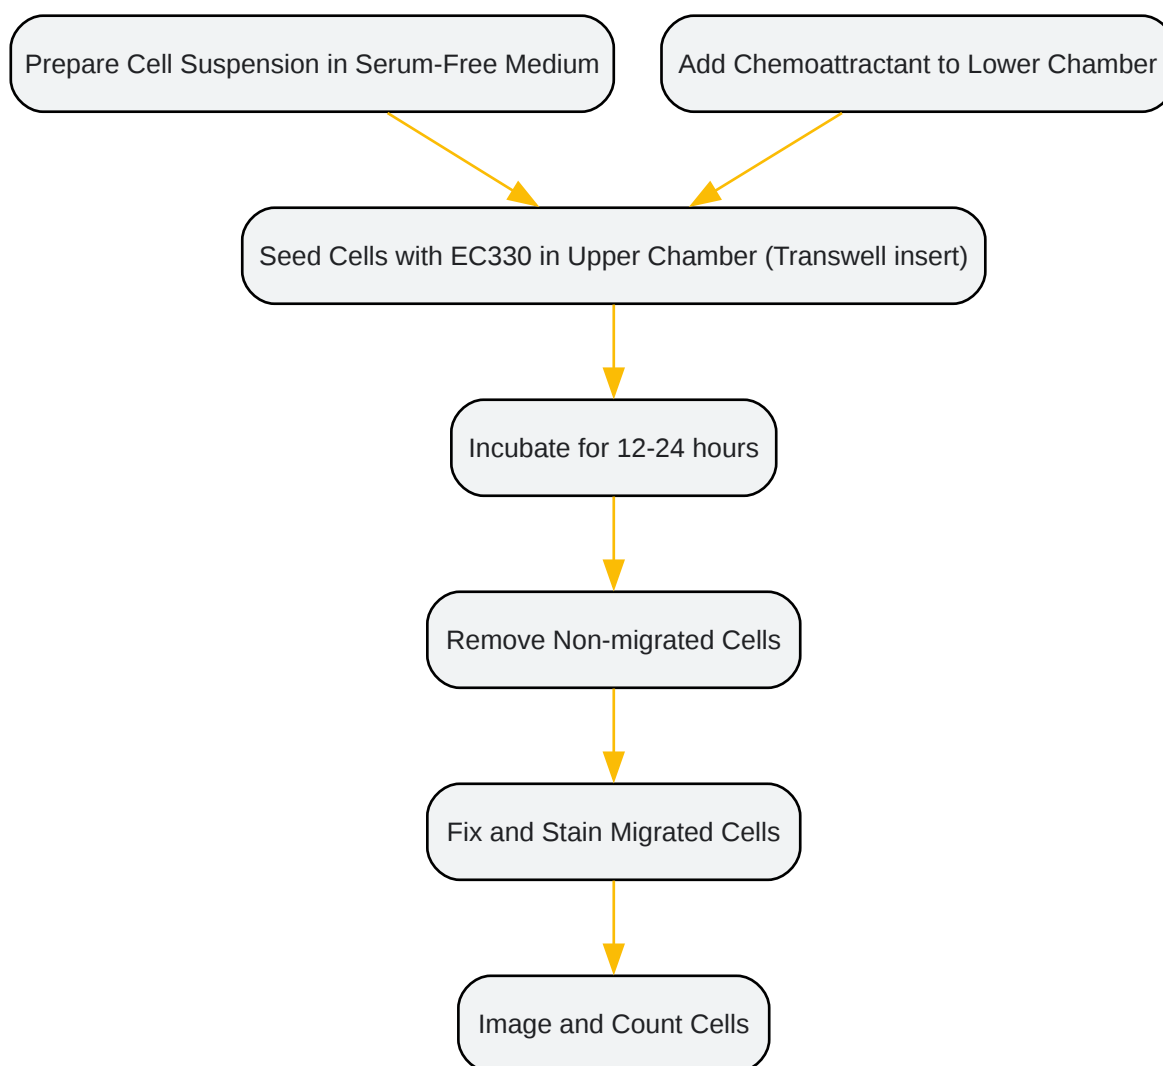 Prepare Cell Suspension in Serum-Free Medium
Add Chemoattractant to Lower Chamber
Seed Cells with EC330 in Upper Chamber (Transwell insert)
Incubate for 12-24 hours
Remove Non-migrated Cells
Fix and Stain Migrated Cells
Image and Count Cells